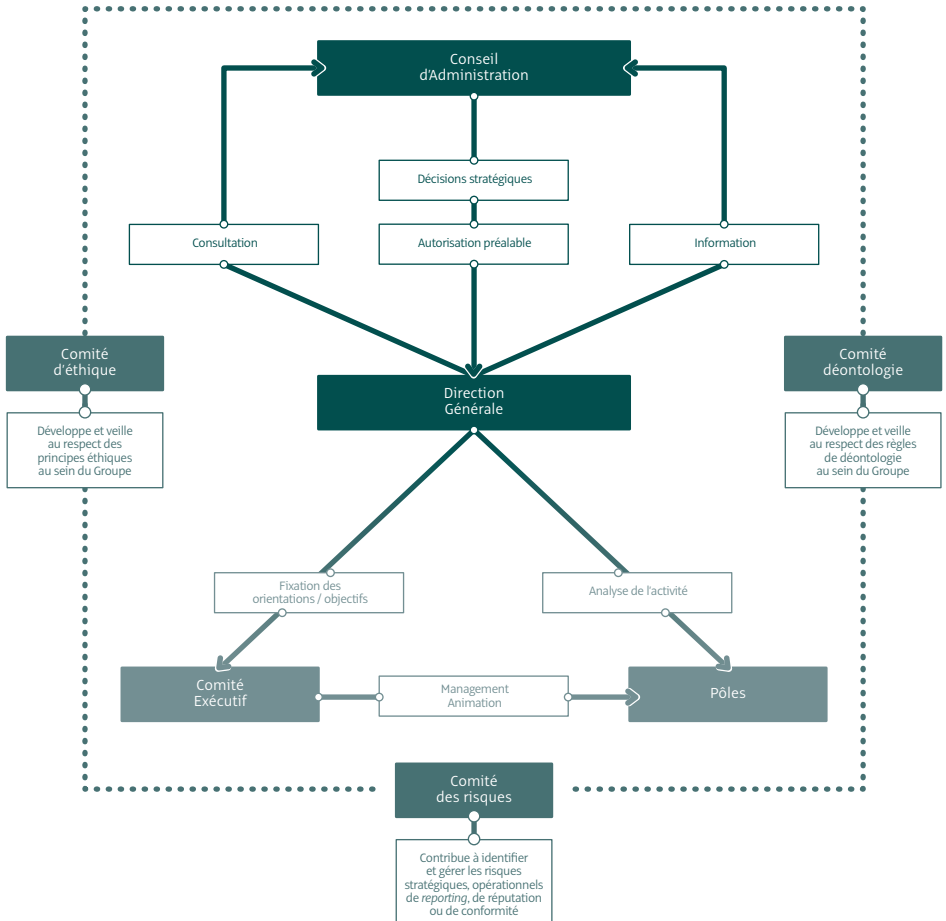 Conseil
d'Administration
Décisions stratégiques
Consultation
Autorisation préalable
Information
Comité
d'éthique
Développe et veille
au respect des
principes éthiques
au sein du Groupe
Direction
Générale
Comité
déontologie
Développe et veille
au respect des règles
de déontologie
au sein du Groupe
Fixation des
orientations / objectifs
Analyse de l'activité
Comité
Exécutif
Management
Animation
Pôles
Comité
des risques
Contribue à identifier
et gérer les risques
stratégiques, opérationnels
de reporting, de réputation
ou de conformité